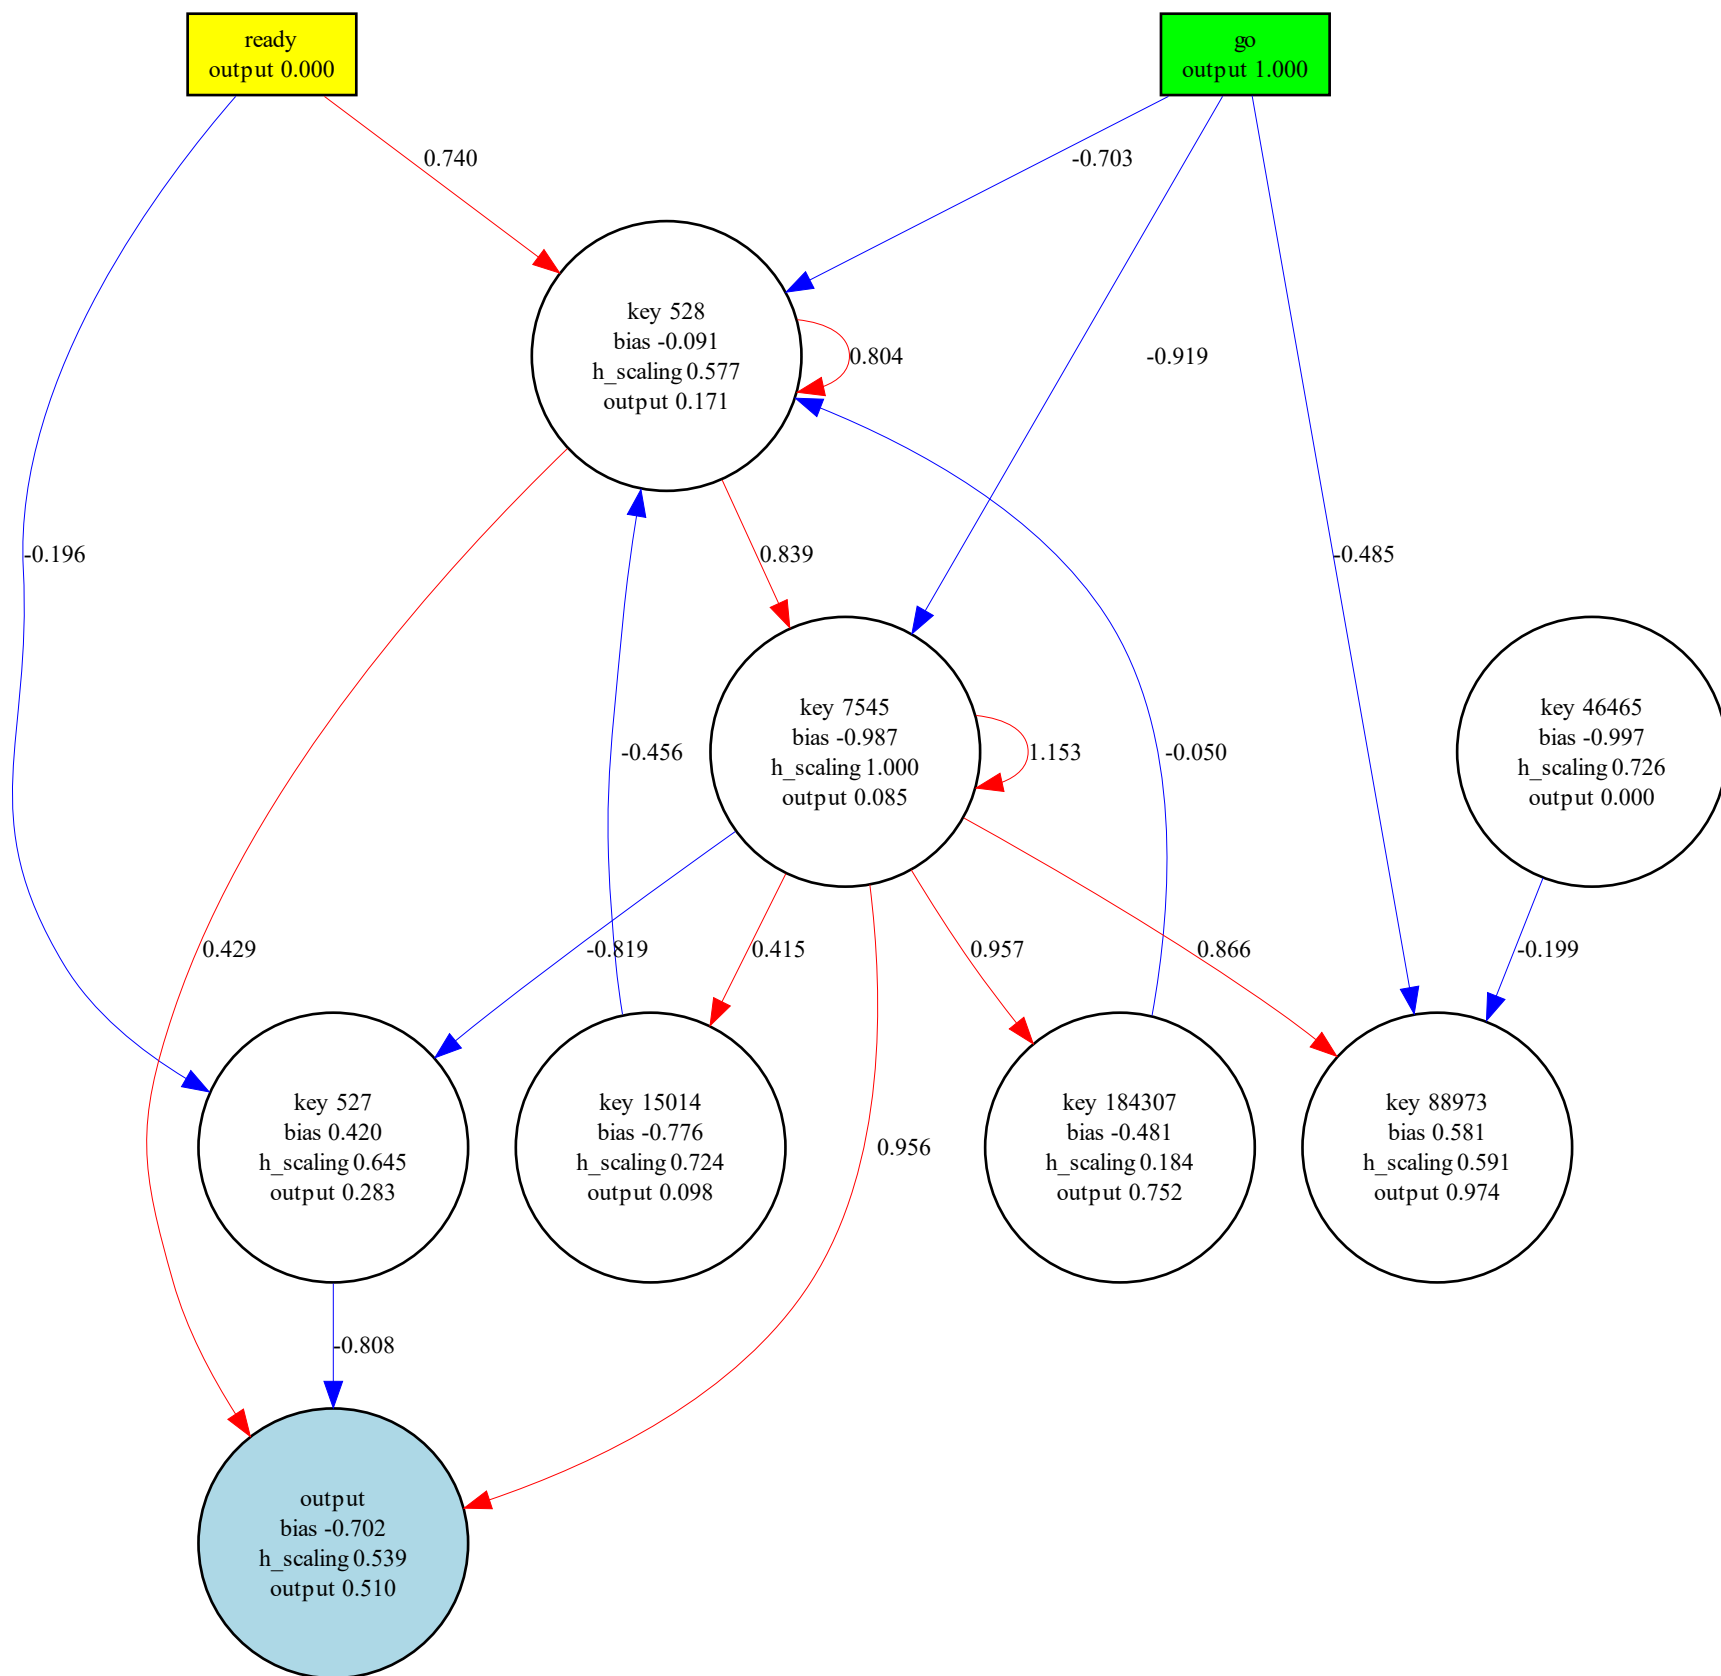 ready
output 0.000
go
output 1.000
0.740
-0.703
key 528
bias -0.091
h_scaling 0.577
output 0.171
0.804
-0.919
-0.196
0.839
-0.485
key 7545
bias -0.987
h_scaling 1.000
output 0.085
-0.456
1.153
-0.050
key 46465
bias -0.997
h_scaling 0.726
output 0.000
0.429
-0.819
0.415
0.957
0.866
-0.199
key 527
bias 0.420
h_scaling 0.645
output 0.283
key 15014
bias -0.776
h_scaling 0.724
output 0.098
0.956
key 184307
bias -0.481
h_scaling 0.184
output 0.752
key 88973
bias 0.581
h_scaling 0.591
output 0.974
-0.808
output
bias -0.702
h_scaling 0.539
output 0.510